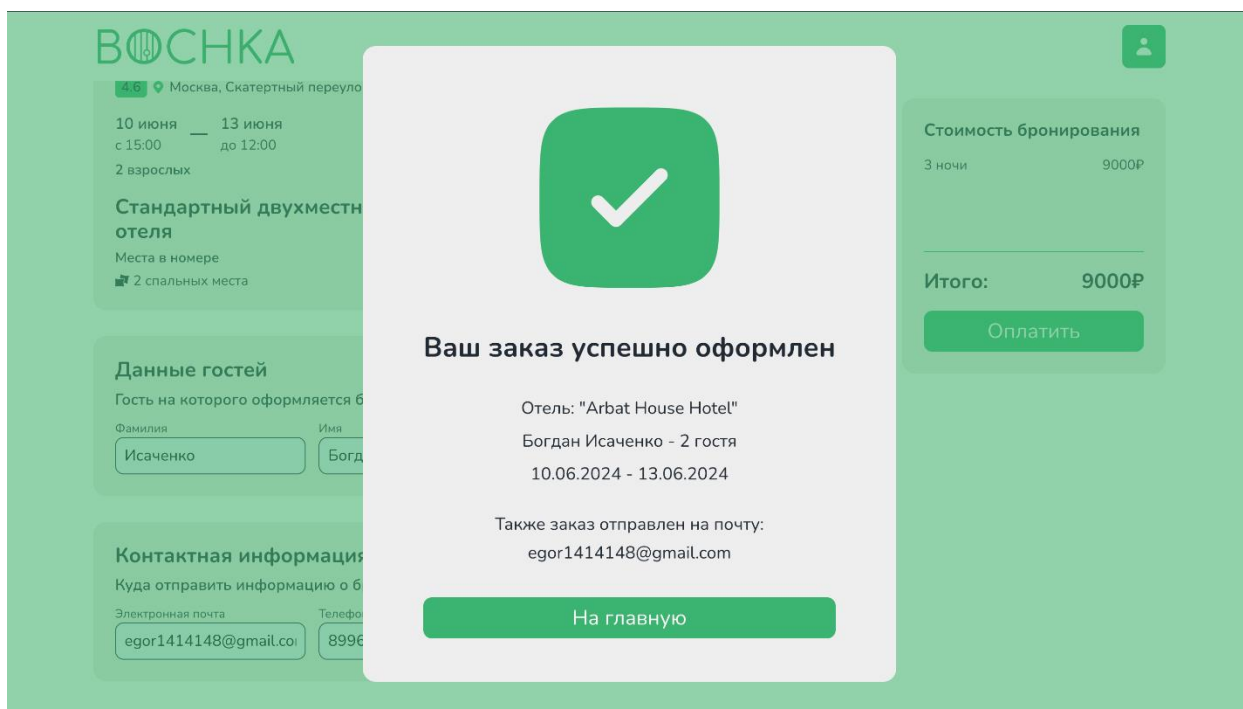 BOCHKA
4.6 Москва, Скатертный переуло
10 июня — 13 июня
с 15:00 до 12:00
2 взрослых
Стандартный двухместн
отеля
Места в номере
2 спальных места
Данные гостей
Гость на которого оформляется б
Фамилия Имя
Исаченко Богд
Контактная информация
Куда отправить информацию о б
Электронная почта Телефо
egor1414148@gmail.co 8996
Ваш заказ успешно оформлен
Отель: "Arbat House Hotel"
Богдан Исаченко - 2 гостя
10.06.2024 - 13.06.2024
Также заказ отправлен на почту:
egor1414148@gmail.com
На главную
Стоимость бронирования
3 ночи 9000₽
Итого: 9000₽
Оплатить